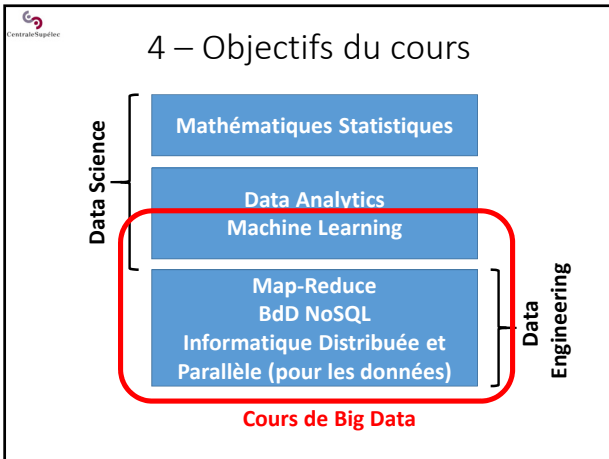 CentraleSupélec
4 – Objectifs du cours
Mathématiques Statistiques
Data Science
Data Analytics
Machine Learning
Map-Reduce
BdD NoSQL
Informatique Distribuée et
Parallèle (pour les données)
Data
Engineering
Cours de Big Data